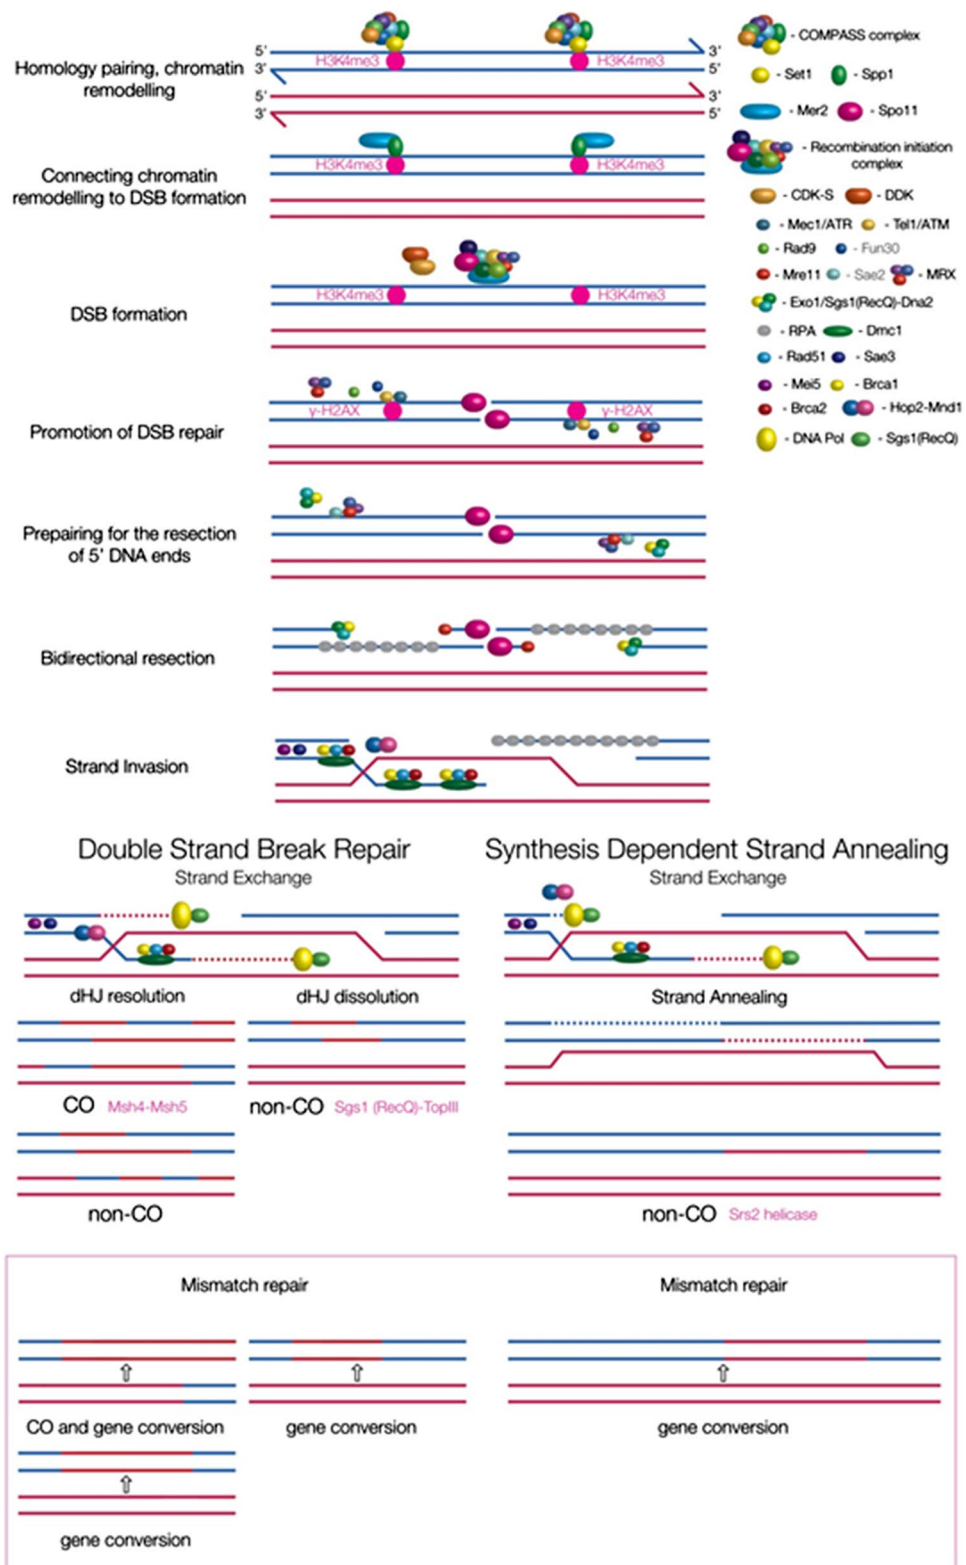 Homology pairing, chromatin
remodelling
5'
3'
5'
3'
H3K4me3
H3K4me3
3'
5'
3'
5'
Connecting chromatin
remodelling to DSB formation
H3K4me3
H3K4me3
DSB formation
H3K4me3
H3K4me3
Promotion of DSB repair
γ-H2AX
γ-H2AX
Preparing for the resection
of 5' DNA ends
Bidirectional resection
Strand Invasion
- COMPASS complex
- Set1
- Spp1
- Mer2
- Spo11
- Recombination initiation
complex
- CDK-S
- DDK
- Mec1/ATR
- Tel1/ATM
- Rad9
- Fun30
- Mre11
- Sae2
- MRX
- Exo1/Sgs1(RecQ)-Dna2
- RPA
- Dmc1
- Rad51
- Sae3
- Mei5
- Brca1
- Brca2
- Hop2-Mnd1
- DNA Pol
- Sgs1(RecQ)
Double Strand Break Repair
Strand Exchange
dHJ resolution
dHJ dissolution
CO Msh4-Msh5
non-CO Sgs1 (RecQ)-TopIII
non-CO
Synthesis Dependent Strand Annealing
Strand Exchange
Strand Annealing
non-CO Srs2 helicase
Mismatch repair
Mismatch repair
CO and gene conversion
gene conversion
gene conversion
gene conversion